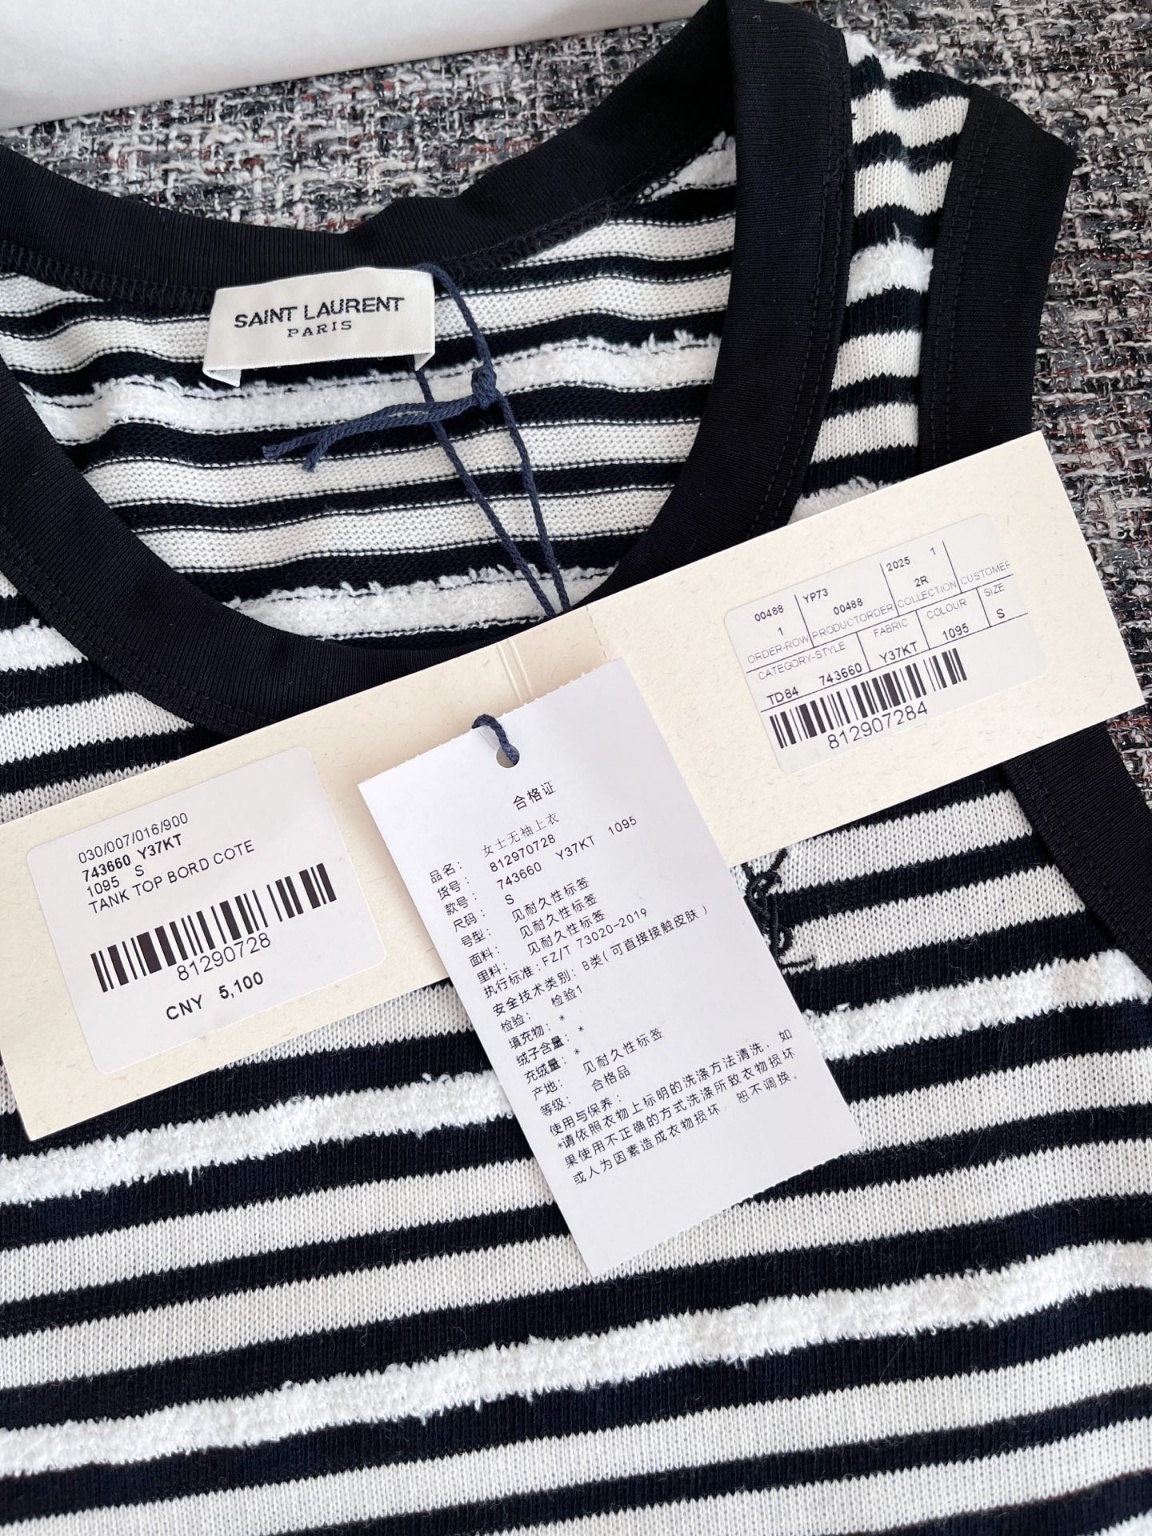 SAINT LAURENT
PARIS
00488 YP73 2025 1
1 00488 2R
ORDER-ROW PRODUCTORDER COLLECTION CUSTOMER
CATEGORY-STYLE FABRIC COLOUR SIZE
TD84 743660 Y37KT 1095 S
812907284
030/007/016/900
743660 Y37KT
1095 S
TANK TOP BORD COTE
81290728
CNY 5,100
合格证
品名: 女士无袖上衣
货号: 812970728
款号: 743660 Y37KT 1095
尺码: S
号型: 见耐久性标签
面料: 见耐久性标签
里料: 见耐久性标签
执行标准:FZ/T 73020-2019
安全技术类别: B类(可直接接触皮肤)
检验: 检验1
填充物: *
绒子含量: *
充绒量: *
产地: 见耐久性标签
等级: 合格品
使用与保养:
*请依照衣物上标明的洗涤方法清洗,如
果使用不正确的方式洗涤所致衣物损坏
或人为因素造成衣物损坏,恕不调换。